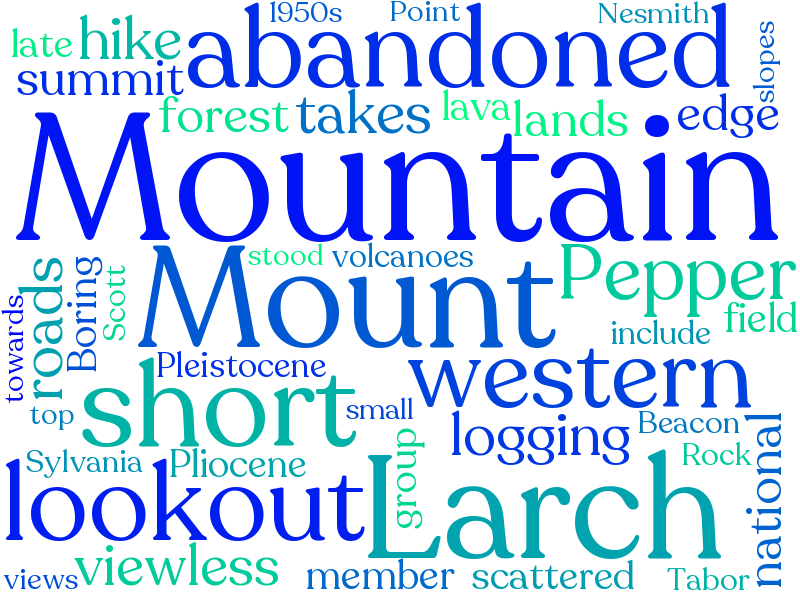 late
hike
1950s
Point
Nesmith
abandoned
slopes
summit
forest
takes
lava
lands
edge
Mountain
stood
volcanoes
Mount
Pepper
towards
roads
Boring
Scott
field
include
Pleistocene
western
short
small
top
logging
Beacon
Rock
Sylvania
Pliocene
group
Larch
national
lookout
viewless
views
member
scattered
Tabor